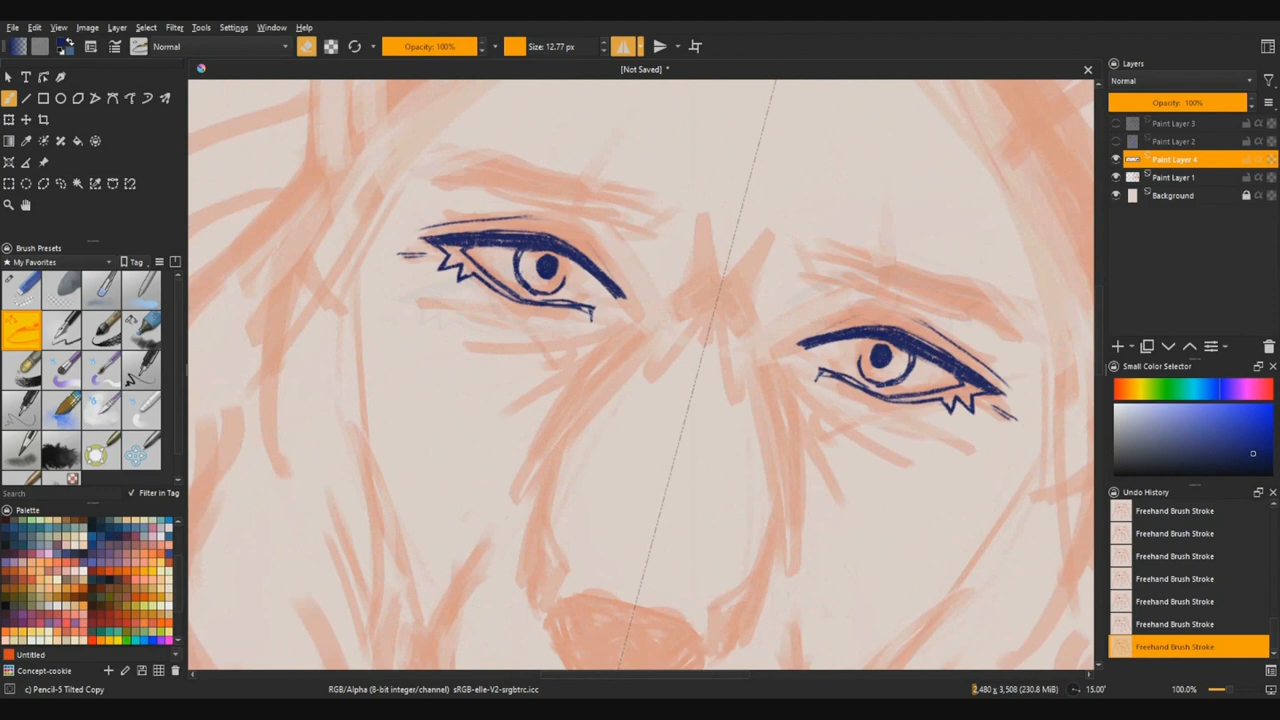 File Edit View Image Layer Select Filter Tools Settings Window Help
Normal Opacity: 100% Size: 12.77 px
[Not Saved] *
Layers
Normal
Opacity: 100%
Paint Layer 3
Paint Layer 2
Paint Layer 4
Paint Layer 1
Background
Brush Presets
My Favorites Tag
Search Filter in Tag
Palette
Untitled
Concept-cookie
Small Color Selector
Undo History
Freehand Brush Stroke
Freehand Brush Stroke
Freehand Brush Stroke
Freehand Brush Stroke
Freehand Brush Stroke
Freehand Brush Stroke
Freehand Brush Stroke
c) Pencil-5 Tilted Copy RGB/Alpha (8-bit integer/channel) sRGB-elle-V2-srgbtrc.icc 2,480 x 3,508 (230.8 MiB) 15.00° 100.0%